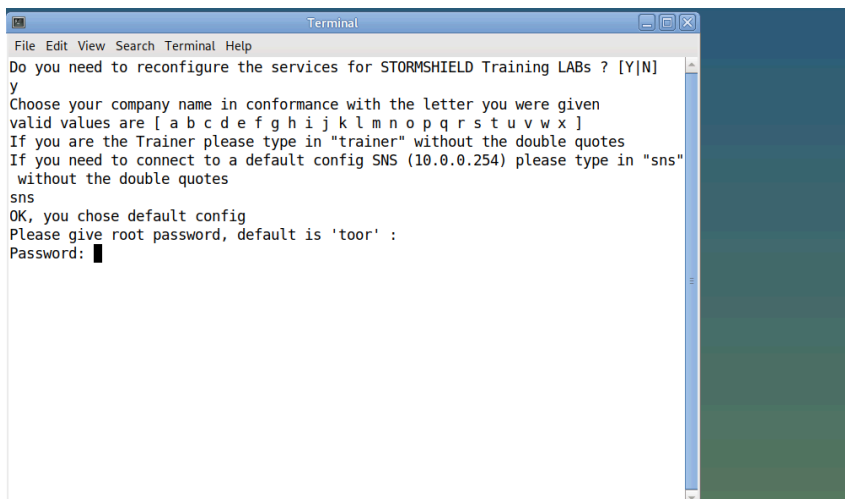 Terminal
File Edit View Search Terminal Help
Do you need to reconfigure the services for STORMSHIELD Training LABs ? [Y|N]
y
Choose your company name in conformance with the letter you were given
valid values are [ a b c d e f g h i j k l m n o p q r s t u v w x ]
If you are the Trainer please type in "trainer" without the double quotes
If you need to connect to a default config SNS (10.0.0.254) please type in "sns"
without the double quotes
sns
OK, you chose default config
Please give root password, default is 'toor' :
Password: